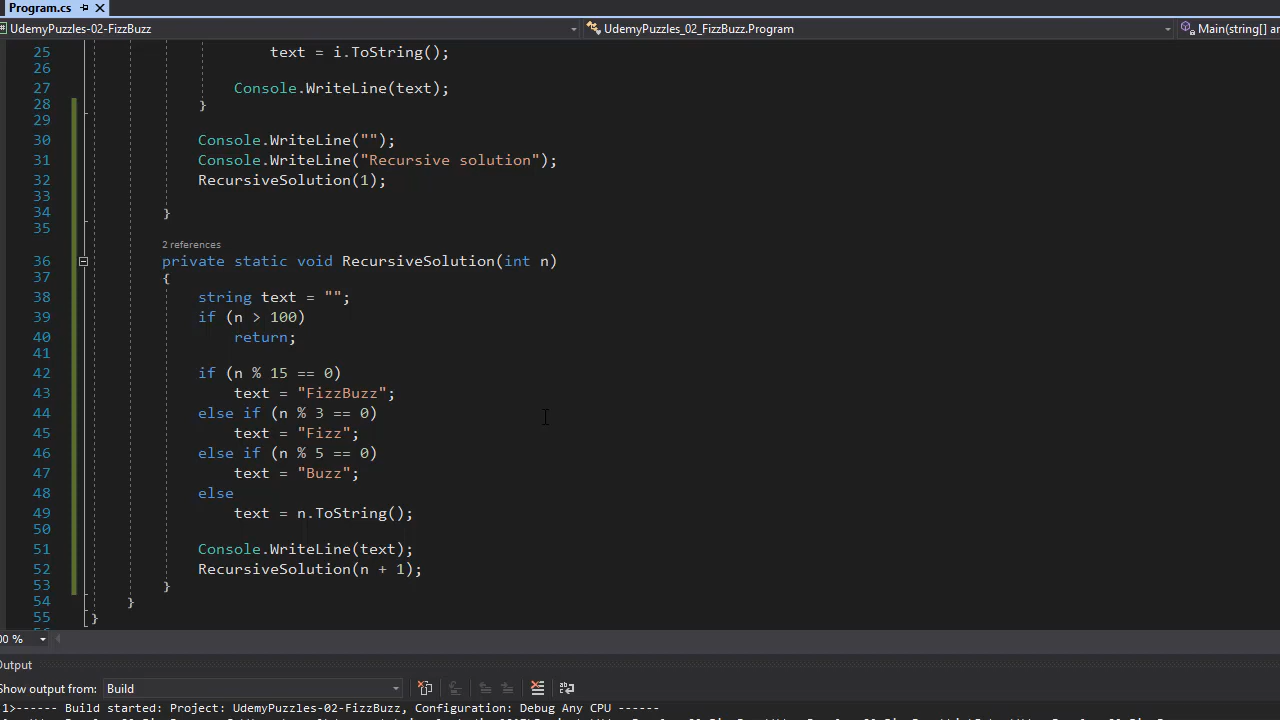 Program.cs
UdemyPuzzles-02-FizzBuzz UdemyPuzzles_02_FizzBuzz.Program Main(string[] ar
25 text = i.ToString();
26
27 Console.WriteLine(text);
28 }
29
30 Console.WriteLine("");
31 Console.WriteLine("Recursive solution");
32 RecursiveSolution(1);
33
34 }
35
2 references
36 private static void RecursiveSolution(int n)
37 {
38 string text = "";
39 if (n > 100)
40 return;
41
42 if (n % 15 == 0)
43 text = "FizzBuzz";
44 else if (n % 3 == 0)
45 text = "Fizz";
46 else if (n % 5 == 0)
47 text = "Buzz";
48 else
49 text = n.ToString();
50
51 Console.WriteLine(text);
52 RecursiveSolution(n + 1);
53 }
54 }
55 }
00 %
Output
Show output from: Build
1>------ Build started: Project: UdemyPuzzles-02-FizzBuzz, Configuration: Debug Any CPU ------